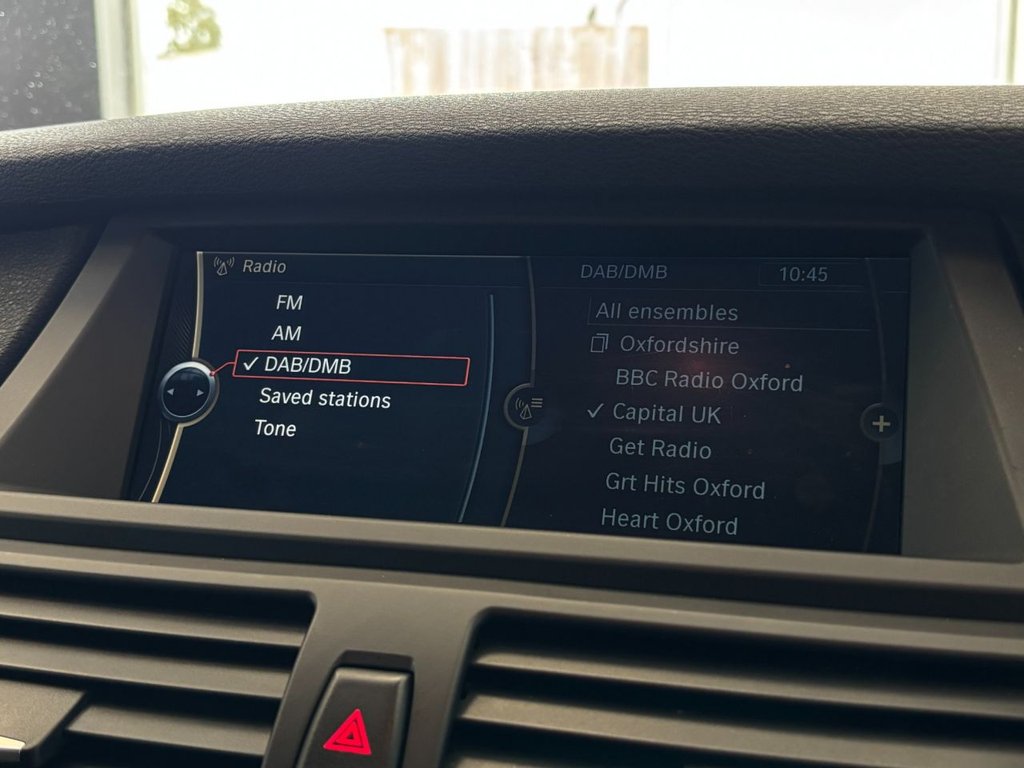 Radio
FM
AM
DAB/DMB
Saved stations
Tone
DAB/DMB
10:45
All ensembles
Oxfordshire
BBC Radio Oxford
Capital UK
Get Radio
Grt Hits Oxford
Heart Oxford